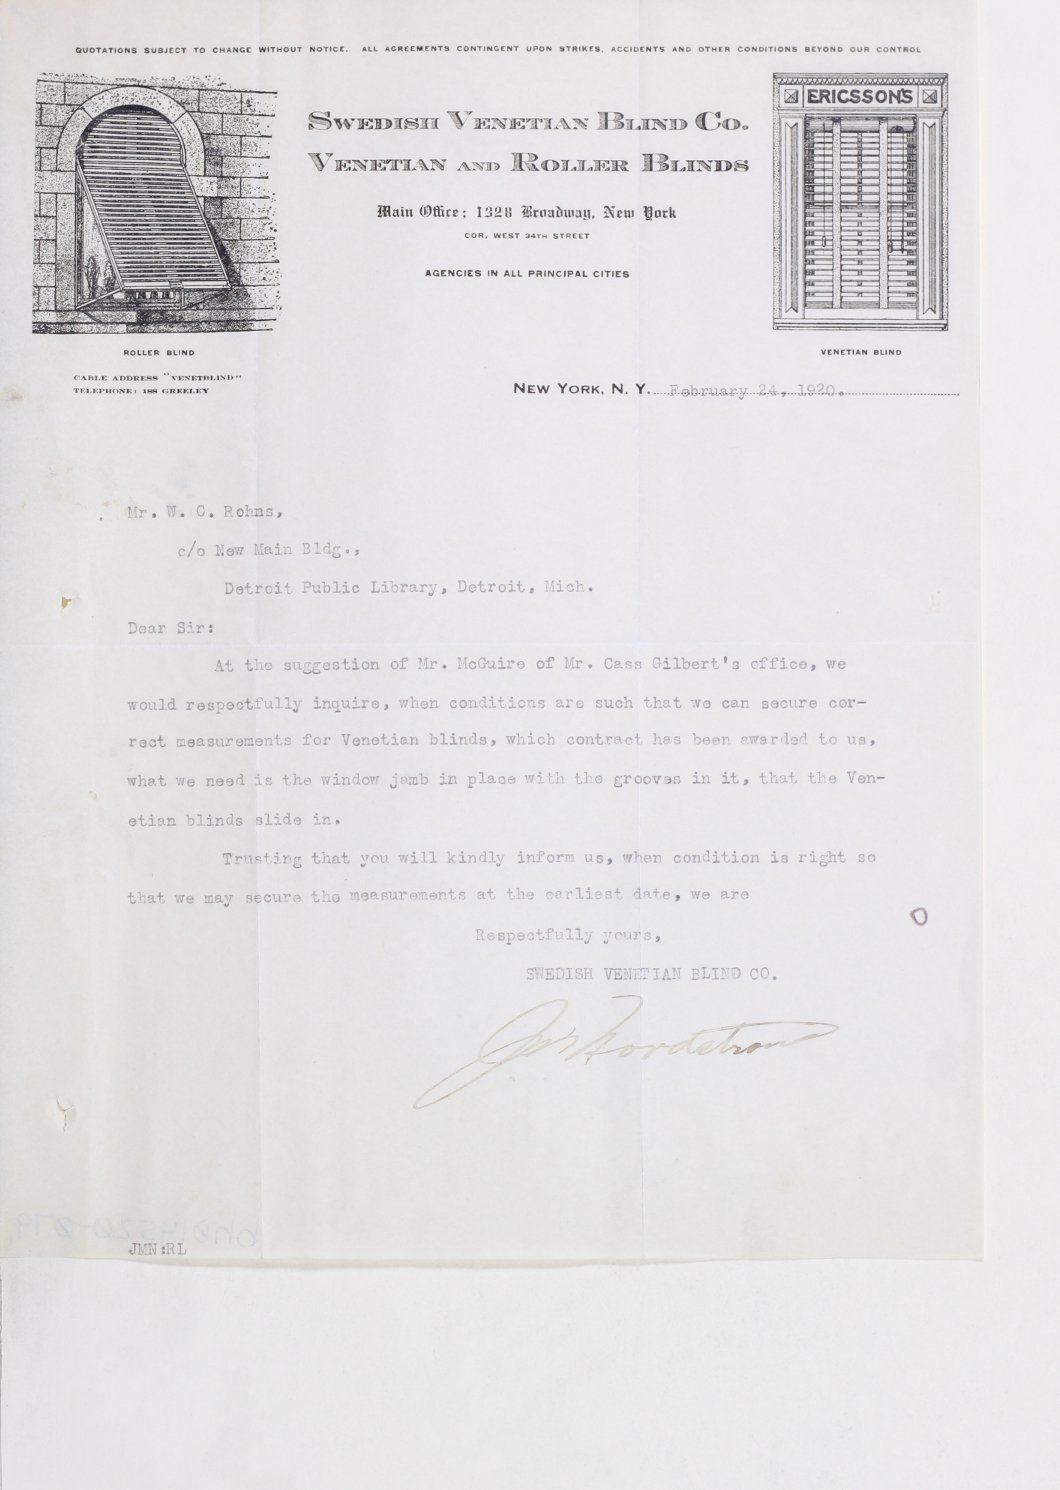 QUOTATIONS SUBJECT TO CHANGE WITHOUT NOTICE. ALL AGREEMENTS CONTINGENT UPON STRIKES, ACCIDENTS AND OTHER CONDITIONS BEYOND OUR CONTROL
ERICSSON'S
SWEDISH VENETIAN BLIND CO.
VENETIAN AND ROLLER BLINDS
Main Office: 1328 Broadway, New York
COR. WEST 34TH STREET
AGENCIES IN ALL PRINCIPAL CITIES
ROLLER BLIND
VENETIAN BLIND
CABLE ADDRESS "VENETBLIND"
TELEPHONE: 188 GREELEY
NEW YORK, N. Y. February 24, 1920.
Mr. W. C. Rohns,
c/o New Main Bldg.,
Detroit Public Library, Detroit, Mich.
Dear Sir:
At the suggestion of Mr. McGuire of Mr. Cass Gilbert's office, we
would respectfully inquire, when conditions are such that we can secure cor-
rect measurements for Venetian blinds, which contract has been awarded to us,
what we need is the window jamb in place with the grooves in it, that the Ven-
etian blinds slide in.
Trusting that you will kindly inform us, when condition is right so
that we may secure the measurements at the earliest date, we are
Respectfully yours,
SWEDISH VENETIAN BLIND CO.
Nordstrom
JMN:RL